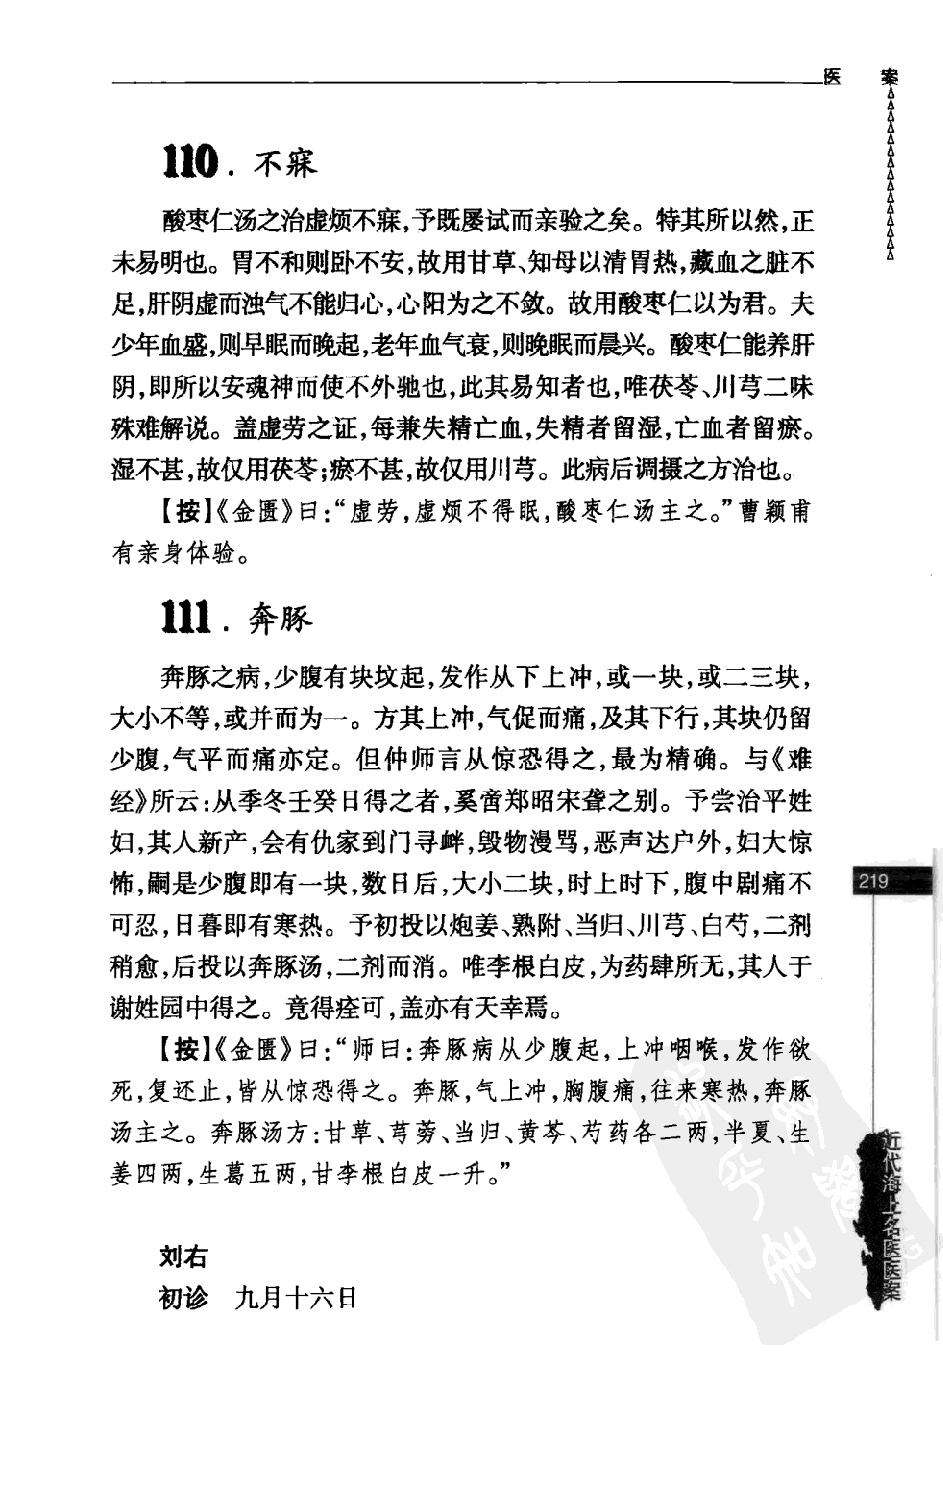 医 案
110．不寐
酸枣仁汤之治虚烦不寐,予既屡试而亲验之矣。特其所以然,正
未易明也。胃不和则卧不安,故用甘草、知母以清胃热,藏血之脏不
足,肝阴虚而浊气不能归心,心阳为之不敛。故用酸枣仁以为君。夫
少年血盛,则早眠而晚起,老年血气衰,则晚眠而晨兴。酸枣仁能养肝
阴,即所以安魂神而使不外驰也,此其易知者也,唯茯苓、川芎二味
殊难解说。盖虚劳之证,每兼失精亡血,失精者留湿,亡血者留瘀。
湿不甚,故仅用茯苓;瘀不甚,故仅用川芎。此病后调摄之方治也。
【按】《金匮》曰:“虚劳,虚烦不得眠,酸枣仁汤主之。”曹颖甫
有亲身体验。
111．奔豚
奔豚之病,少腹有块坟起,发作从下上冲,或一块,或二三块,
大小不等,或并而为一。方其上冲,气促而痛,及其下行,其块仍留
少腹,气平而痛亦定。但仲师言从惊恐得之,最为精确。与《难
经》所云:从季冬壬癸日得之者,奚啻郑昭宋聋之别。予尝治平姓
妇,其人新产,会有仇家到门寻衅,毁物漫骂,恶声达户外,妇大惊
怖,嗣是少腹即有一块,数日后,大小二块,时上时下,腹中剧痛不
可忍,日暮即有寒热。予初投以炮姜、熟附、当归、川芎、白芍,二剂
稍愈,后投以奔豚汤,二剂而消。唯李根白皮,为药肆所无,其人于
谢姓园中得之。竟得痊可,盖亦有天幸焉。
【按】《金匮》曰:“师曰:奔豚病从少腹起,上冲咽喉,发作欲
死,复还止,皆从惊恐得之。奔豚,气上冲,胸腹痛,往来寒热,奔豚
汤主之。奔豚汤方:甘草、芎䓖、当归、黄芩、芍药各二两,半夏、生
姜四两,生葛五两,甘李根白皮一升。”
刘右
初诊 九月十六日
219
近代海上名医医案